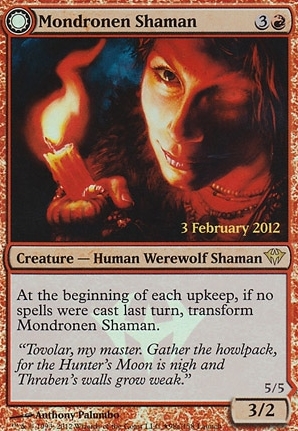 Mondronen Shaman 3
3 February 2012
Creature — Human Werewolf Shaman
At the beginning of each upkeep, if no
spells were cast last turn, transform
Mondronen Shaman.
“Tovolar, my master. Gather the howlpack,
for the Hunter’s Moon is nigh and
Thraben’s walls grow weak.”
5/5
Anthony Palumbo
3/2